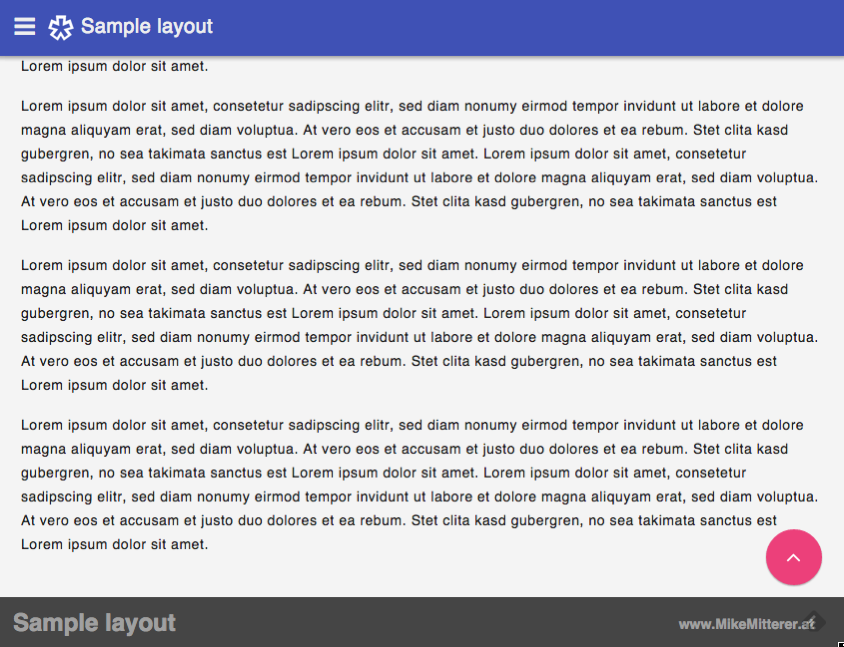 Sample layout
Lorem ipsum dolor sit amet.
Lorem ipsum dolor sit amet, consetetur sadipscing elitr, sed diam nonumy eirmod tempor invidunt ut labore et dolore
magna aliquyam erat, sed diam voluptua. At vero eos et accusam et justo duo dolores et ea rebum. Stet clita kasd
gubergren, no sea takimata sanctus est Lorem ipsum dolor sit amet. Lorem ipsum dolor sit amet, consetetur
sadipscing elitr, sed diam nonumy eirmod tempor invidunt ut labore et dolore magna aliquyam erat, sed diam voluptua.
At vero eos et accusam et justo duo dolores et ea rebum. Stet clita kasd gubergren, no sea takimata sanctus est
Lorem ipsum dolor sit amet.
Lorem ipsum dolor sit amet, consetetur sadipscing elitr, sed diam nonumy eirmod tempor invidunt ut labore et dolore
magna aliquyam erat, sed diam voluptua. At vero eos et accusam et justo duo dolores et ea rebum. Stet clita kasd
gubergren, no sea takimata sanctus est Lorem ipsum dolor sit amet. Lorem ipsum dolor sit amet, consetetur
sadipscing elitr, sed diam nonumy eirmod tempor invidunt ut labore et dolore magna aliquyam erat, sed diam voluptua.
At vero eos et accusam et justo duo dolores et ea rebum. Stet clita kasd gubergren, no sea takimata sanctus est
Lorem ipsum dolor sit amet.
Lorem ipsum dolor sit amet, consetetur sadipscing elitr, sed diam nonumy eirmod tempor invidunt ut labore et dolore
magna aliquyam erat, sed diam voluptua. At vero eos et accusam et justo duo dolores et ea rebum. Stet clita kasd
gubergren, no sea takimata sanctus est Lorem ipsum dolor sit amet. Lorem ipsum dolor sit amet, consetetur
sadipscing elitr, sed diam nonumy eirmod tempor invidunt ut labore et dolore magna aliquyam erat, sed diam voluptua.
At vero eos et accusam et justo duo dolores et ea rebum. Stet clita kasd gubergren, no sea takimata sanctus est
Lorem ipsum dolor sit amet.
Sample layout
www.MikeMitterer.at